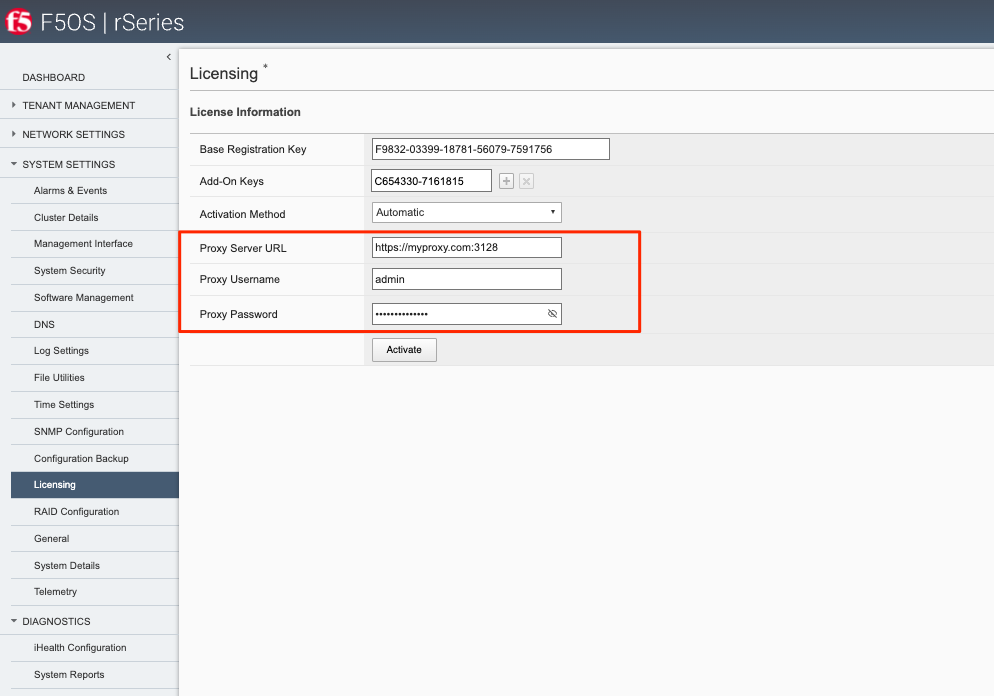 f5 F5OS | rSeries
DASHBOARD
TENANT MANAGEMENT
NETWORK SETTINGS
SYSTEM SETTINGS
Alarms & Events
Cluster Details
Management Interface
System Security
Software Management
DNS
Log Settings
File Utilities
Time Settings
SNMP Configuration
Configuration Backup
Licensing
RAID Configuration
General
System Details
Telemetry
DIAGNOSTICS
iHealth Configuration
System Reports
Licensing *
License Information
Base Registration Key F9832-03399-18781-56079-7591756
Add-On Keys C654330-7161815
Activation Method Automatic
Proxy Server URL https://myproxy.com:3128
Proxy Username admin
Proxy Password ••••••••••••••
Activate